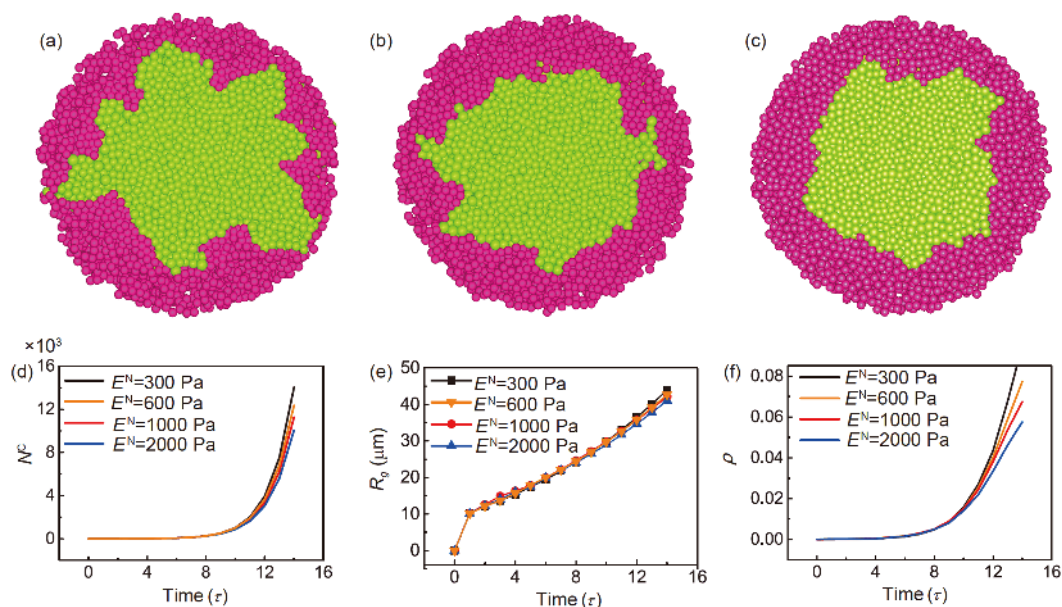 (a)
(b)
(c)
×10³
(d)
E^N=300 Pa
E^N=600 Pa
E^N=1000 Pa
E^N=2000 Pa
16
12
8
4
0
N^c
0 4 8 12 16
Time (τ)
(e)
E^N=300 Pa
E^N=600 Pa
E^N=1000 Pa
E^N=2000 Pa
50
40
30
20
10
0
R_g (μm)
0 4 8 12 16
Time (τ)
(f)
E^N=300 Pa
E^N=600 Pa
E^N=1000 Pa
E^N=2000 Pa
0.08
0.06
0.04
0.02
0.00
ρ
0 4 8 12 16
Time (τ)